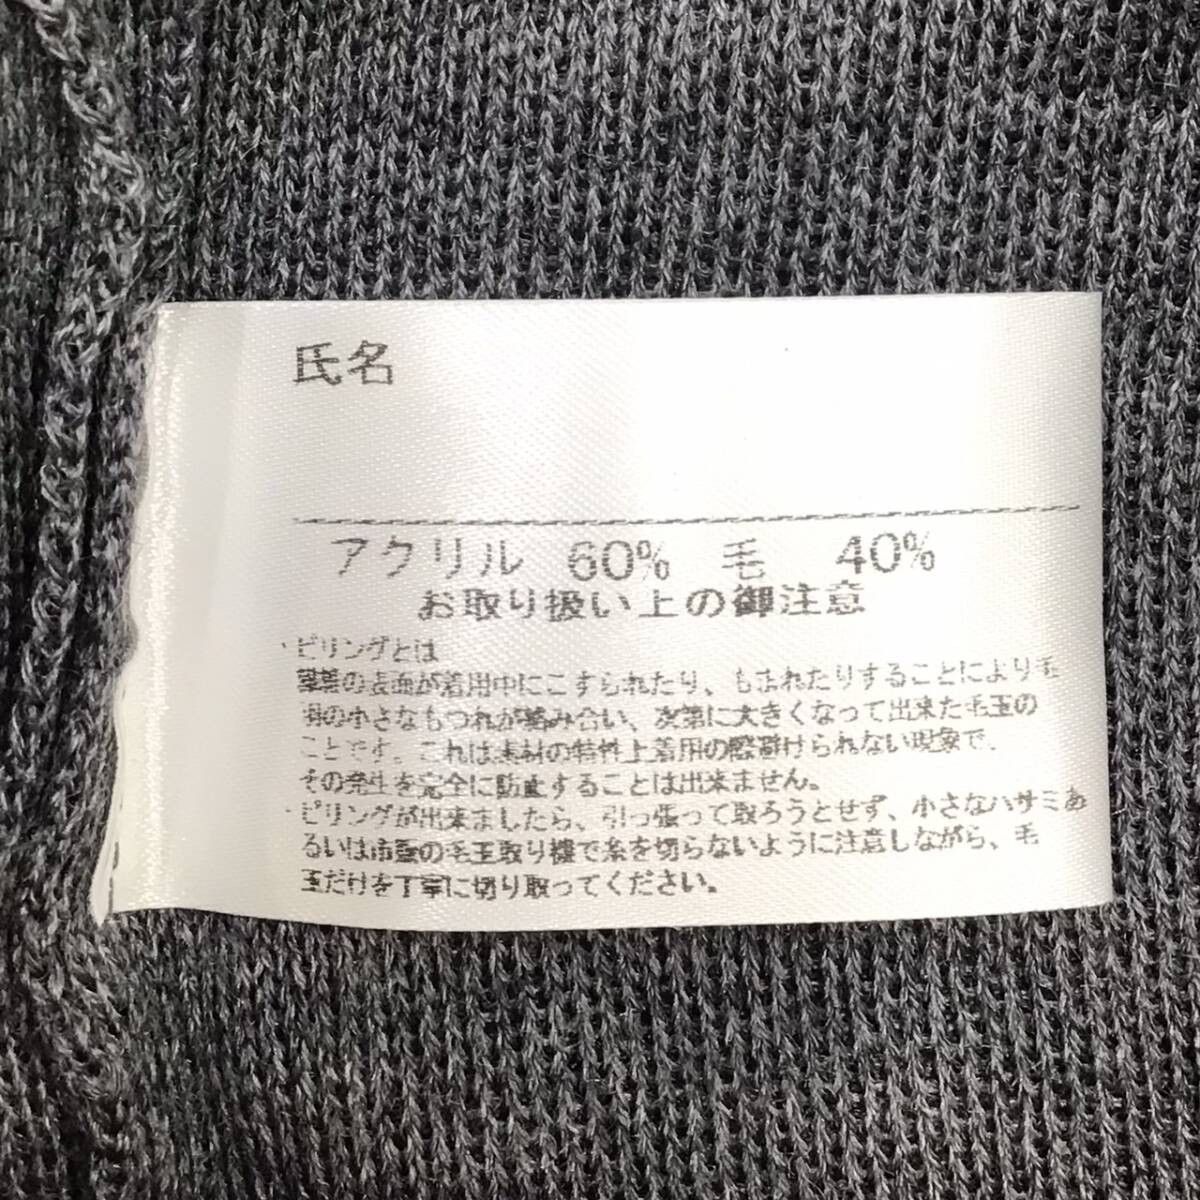 氏名
アクリル 60% 毛 40%
お取り扱い上の御注意
・ピリングとは
の表面が着用中にこすられたり、もまれたりすることにより毛
羽の小さなもつれが絡み合い、次第に大きくなって出来た毛玉の
ことです。これは素材の特性上着用の際避けられない現象で、
その発生を完全に防止することは出来ません。
・ピリングが出来ましたら、引っ張って取ろうとせず、小さなハサミあ
るいは市販の毛玉取り機で糸を切らないように注意しながら、毛
玉だけを丁寧に切り取ってください。